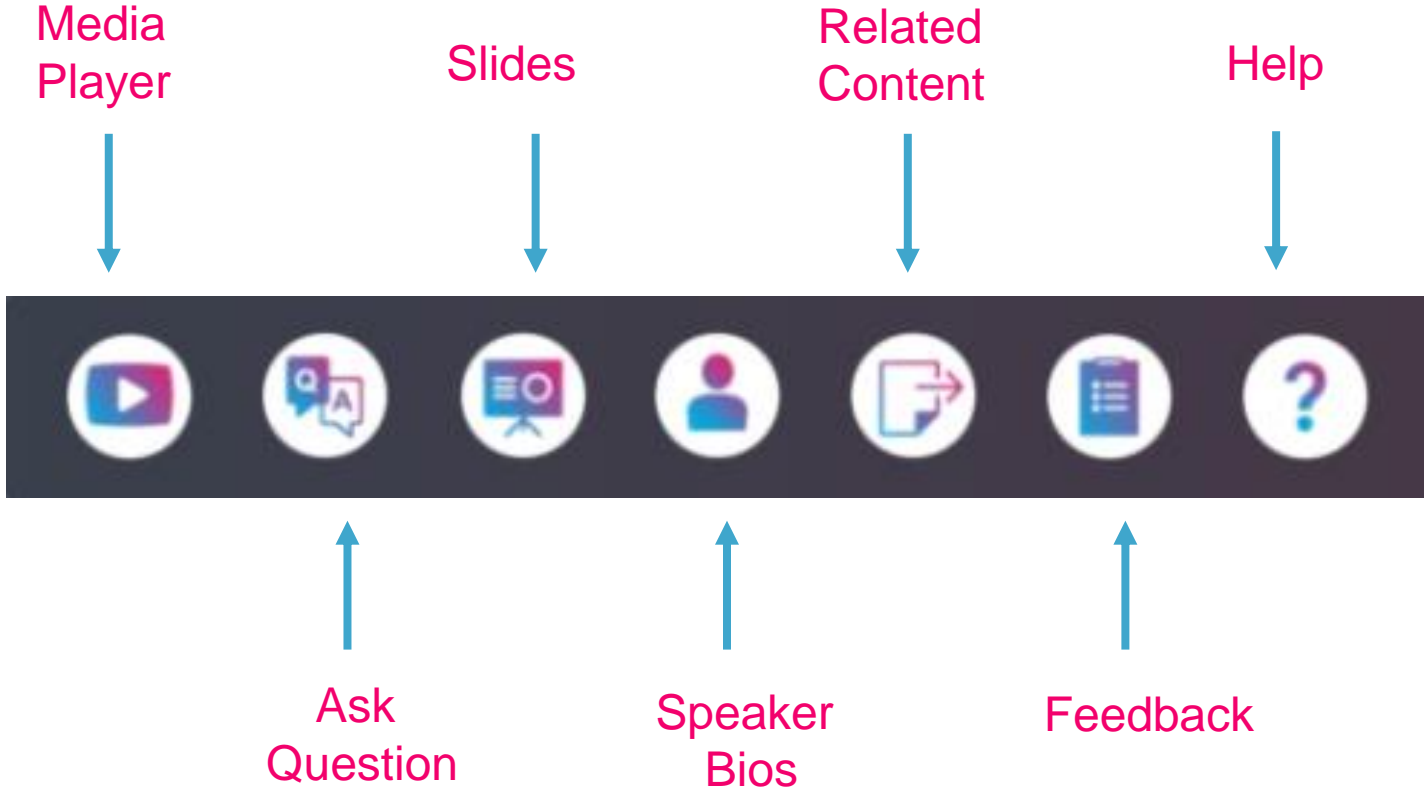 Media
Player
Slides
Related
Content
Help
Q
A
?
Ask
Question
Speaker
Bios
Feedback